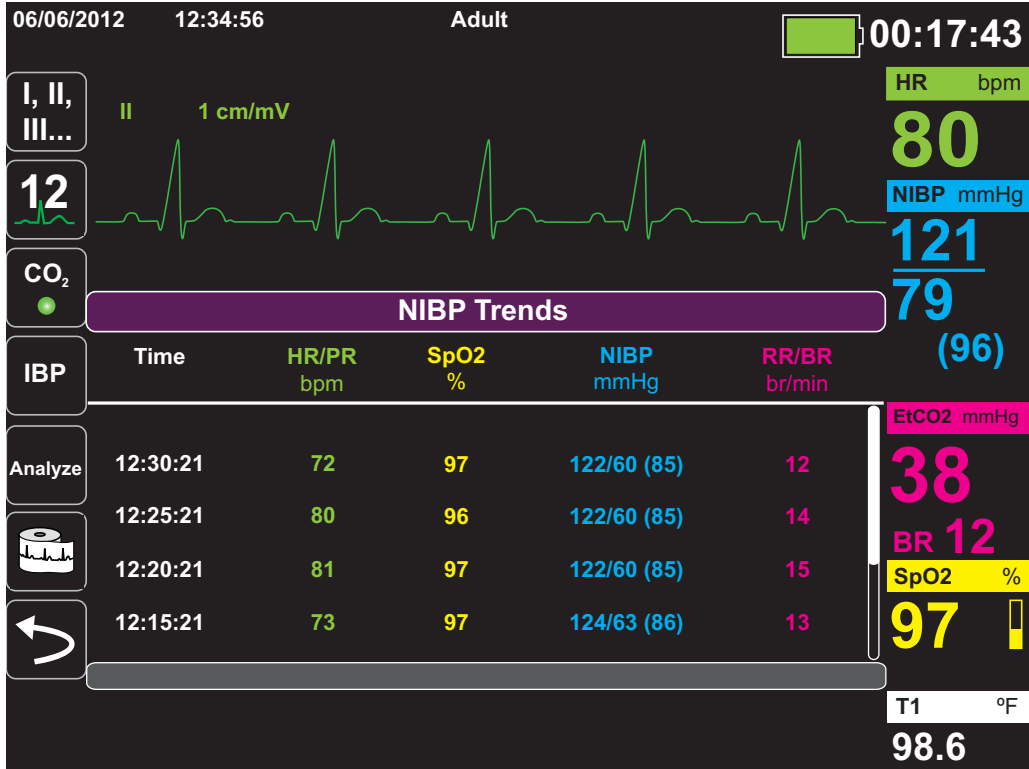 06/06/2012 12:34:56 Adult 00:17:43
I, II,
III...
II 1 cm/mV
12
CO₂
IBP
Analyze
NIBP Trends
Time HR/PR SpO2 NIBP RR/BR
bpm % mmHg br/min
12:30:21 72 97 122/60 (85) 12
12:25:21 80 96 122/60 (85) 14
12:20:21 81 97 122/60 (85) 15
12:15:21 73 97 124/63 (86) 13
HR bpm
80
NIBP mmHg
121
79
(96)
EtCO2 mmHg
38
BR 12
SpO2 %
97
T1 ºF
98.6